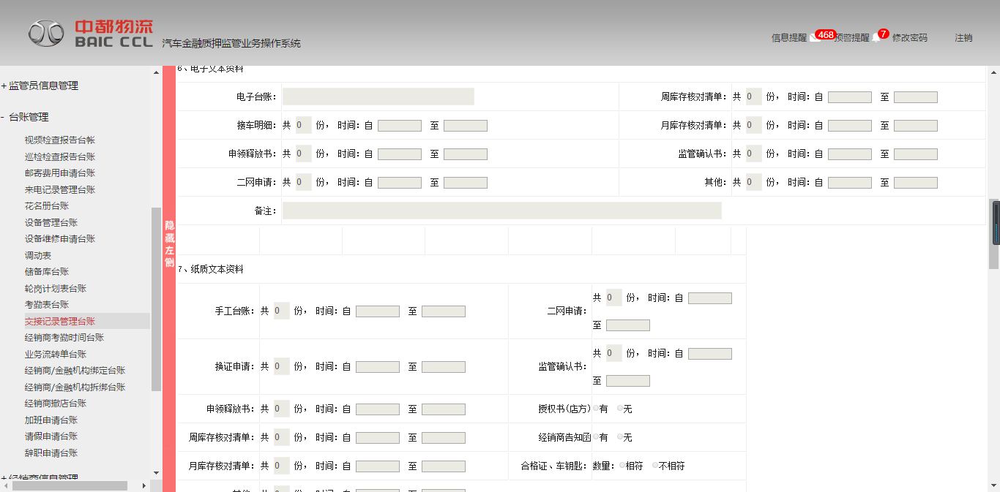 中都物流
BAIC CCL 汽车金融质押监管业务操作系统
信息提醒 468 预警提醒 7 修改密码 注销
+ 监管员信息管理
- 台账管理
视频检查报告台帐
巡检检查报告台账
邮寄费用申请台账
来电记录管理台账
花名册台账
设备管理台账
设备维修申请台账
调动表
储备库台账
轮岗计划表台账
考勤表台账
交接记录管理台账
经销商考勤时间台账
业务流转单台账
经销商/金融机构绑定台账
经销商/金融机构拆绑台账
经销商撤店台账
加班申请台账
请假申请台账
辞职申请台账
+ 经销商信息管理
隐藏左侧
6、电子文本资料
电子台账: 周库存核对清单: 共 0 份, 时间: 自 至
接车明细: 共 0 份, 时间: 自 至 月库存核对清单: 共 0 份, 时间: 自 至
申领释放书: 共 0 份, 时间: 自 至 监管确认书: 共 0 份, 时间: 自 至
二网申请: 共 0 份, 时间: 自 至 其他: 共 0 份, 时间: 自 至
备注:
7、纸质文本资料
手工台账: 共 0 份, 时间: 自 至 二网申请: 共 0 份, 时间: 自
至
换证申请: 共 0 份, 时间: 自 至 监管确认书: 共 0 份, 时间: 自
至
申领释放书: 共 0 份, 时间: 自 至 授权书(店方) 有 无
周库存核对清单: 共 0 份, 时间: 自 至 经销商告知函 有 无
月库存核对清单: 共 0 份, 时间: 自 至 合格证、车钥匙: 数量: 相符 不相符
其他: 共 0 份, 时间: 自 至